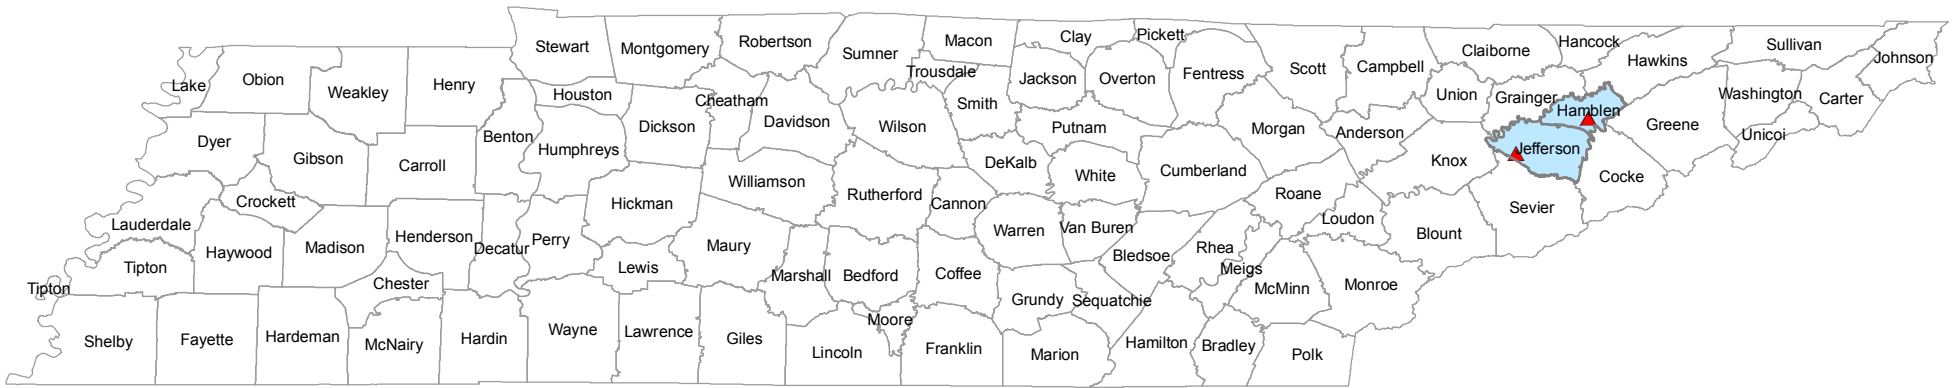 Stewart
Montgomery
Robertson
Sumner
Macon
Clay
Pickett
Claiborne
Hancock
Hawkins
Sullivan
Johnson
Lake
Obion
Weakley
Henry
Houston
Cheatham
Trousdale
Jackson
Overton
Fentress
Scott
Campbell
Union
Grainger
Hamblen
Washington
Carter
Dyer
Gibson
Carroll
Benton
Humphreys
Dickson
Davidson
Wilson
Smith
Putnam
Morgan
Anderson
Knox
Jefferson
Greene
Unicoi
Crockett
Williamson
Rutherford
DeKalb
White
Cumberland
Roane
Cocke
Lauderdale
Haywood
Madison
Henderson
Decatur
Perry
Hickman
Maury
Cannon
Warren
Van Buren
Bledsoe
Rhea
Loudon
Blount
Sevier
Tipton
Tipton
Chester
Lewis
Marshall
Bedford
Coffee
Grundy
Sequatchie
Meigs
McMinn
Monroe
Shelby
Fayette
Hardeman
McNairy
Hardin
Wayne
Lawrence
Giles
Moore
Lincoln
Franklin
Marion
Hamilton
Bradley
Polk